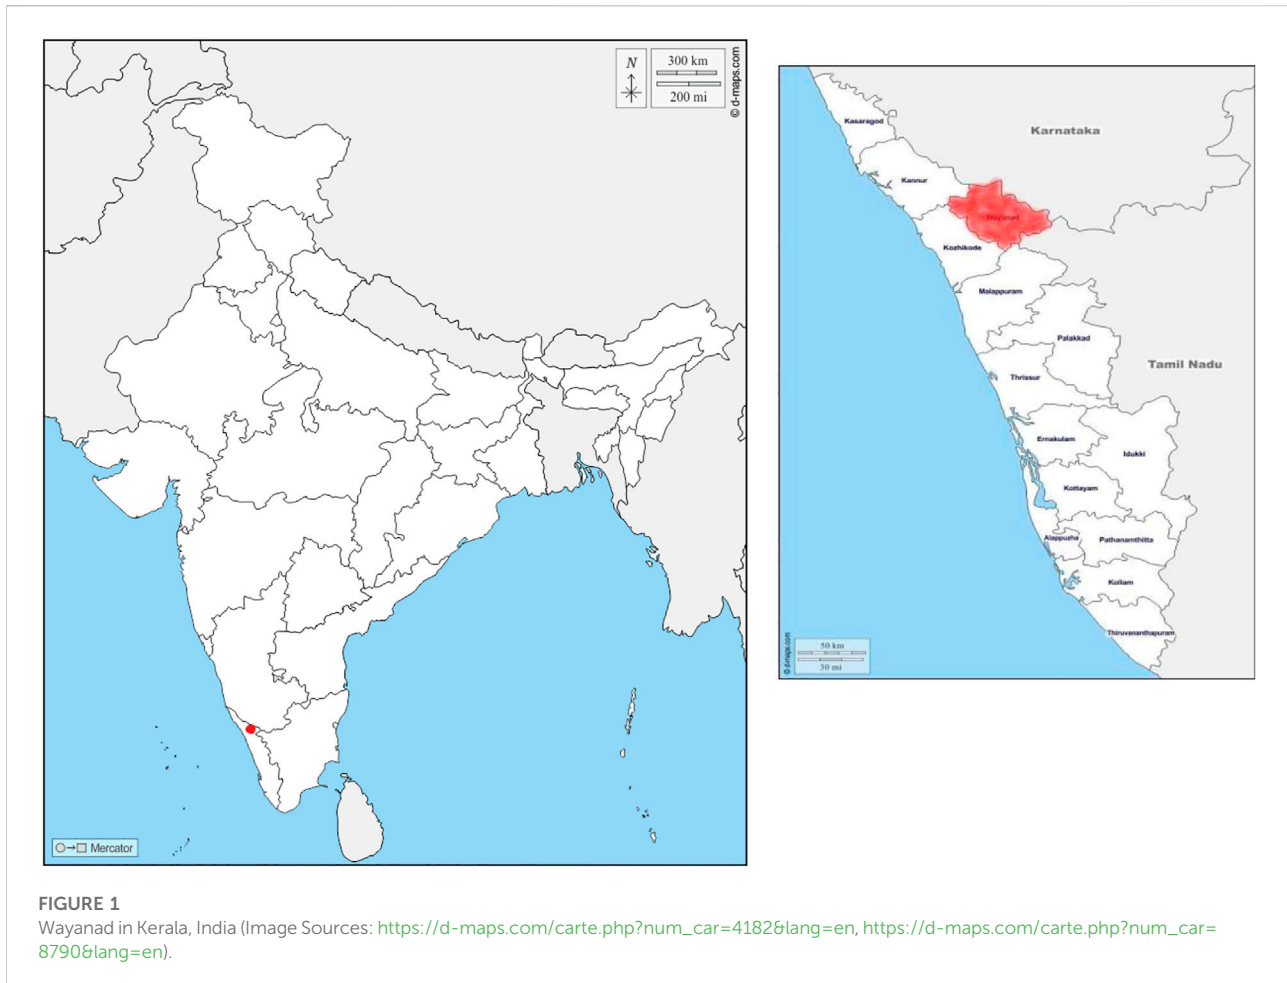 N
300 km
200 mi
© d-maps.com
Mercator
Kasaragod
Karnataka
Kannur
Wayanad
Kozhikode
Malappuram
Palakkad
Tamil Nadu
Thrissur
Ernakulam
Idukki
Kottayam
Alappuzha
Pathanamthitta
Kollam
Thiruvananthapuram
50 km
30 mi
© d-maps.com
FIGURE 1
Wayanad in Kerala, India (Image Sources: https://d-maps.com/carte.php?num_car=4182&lang=en, https://d-maps.com/carte.php?num_car=
8790&lang=en).